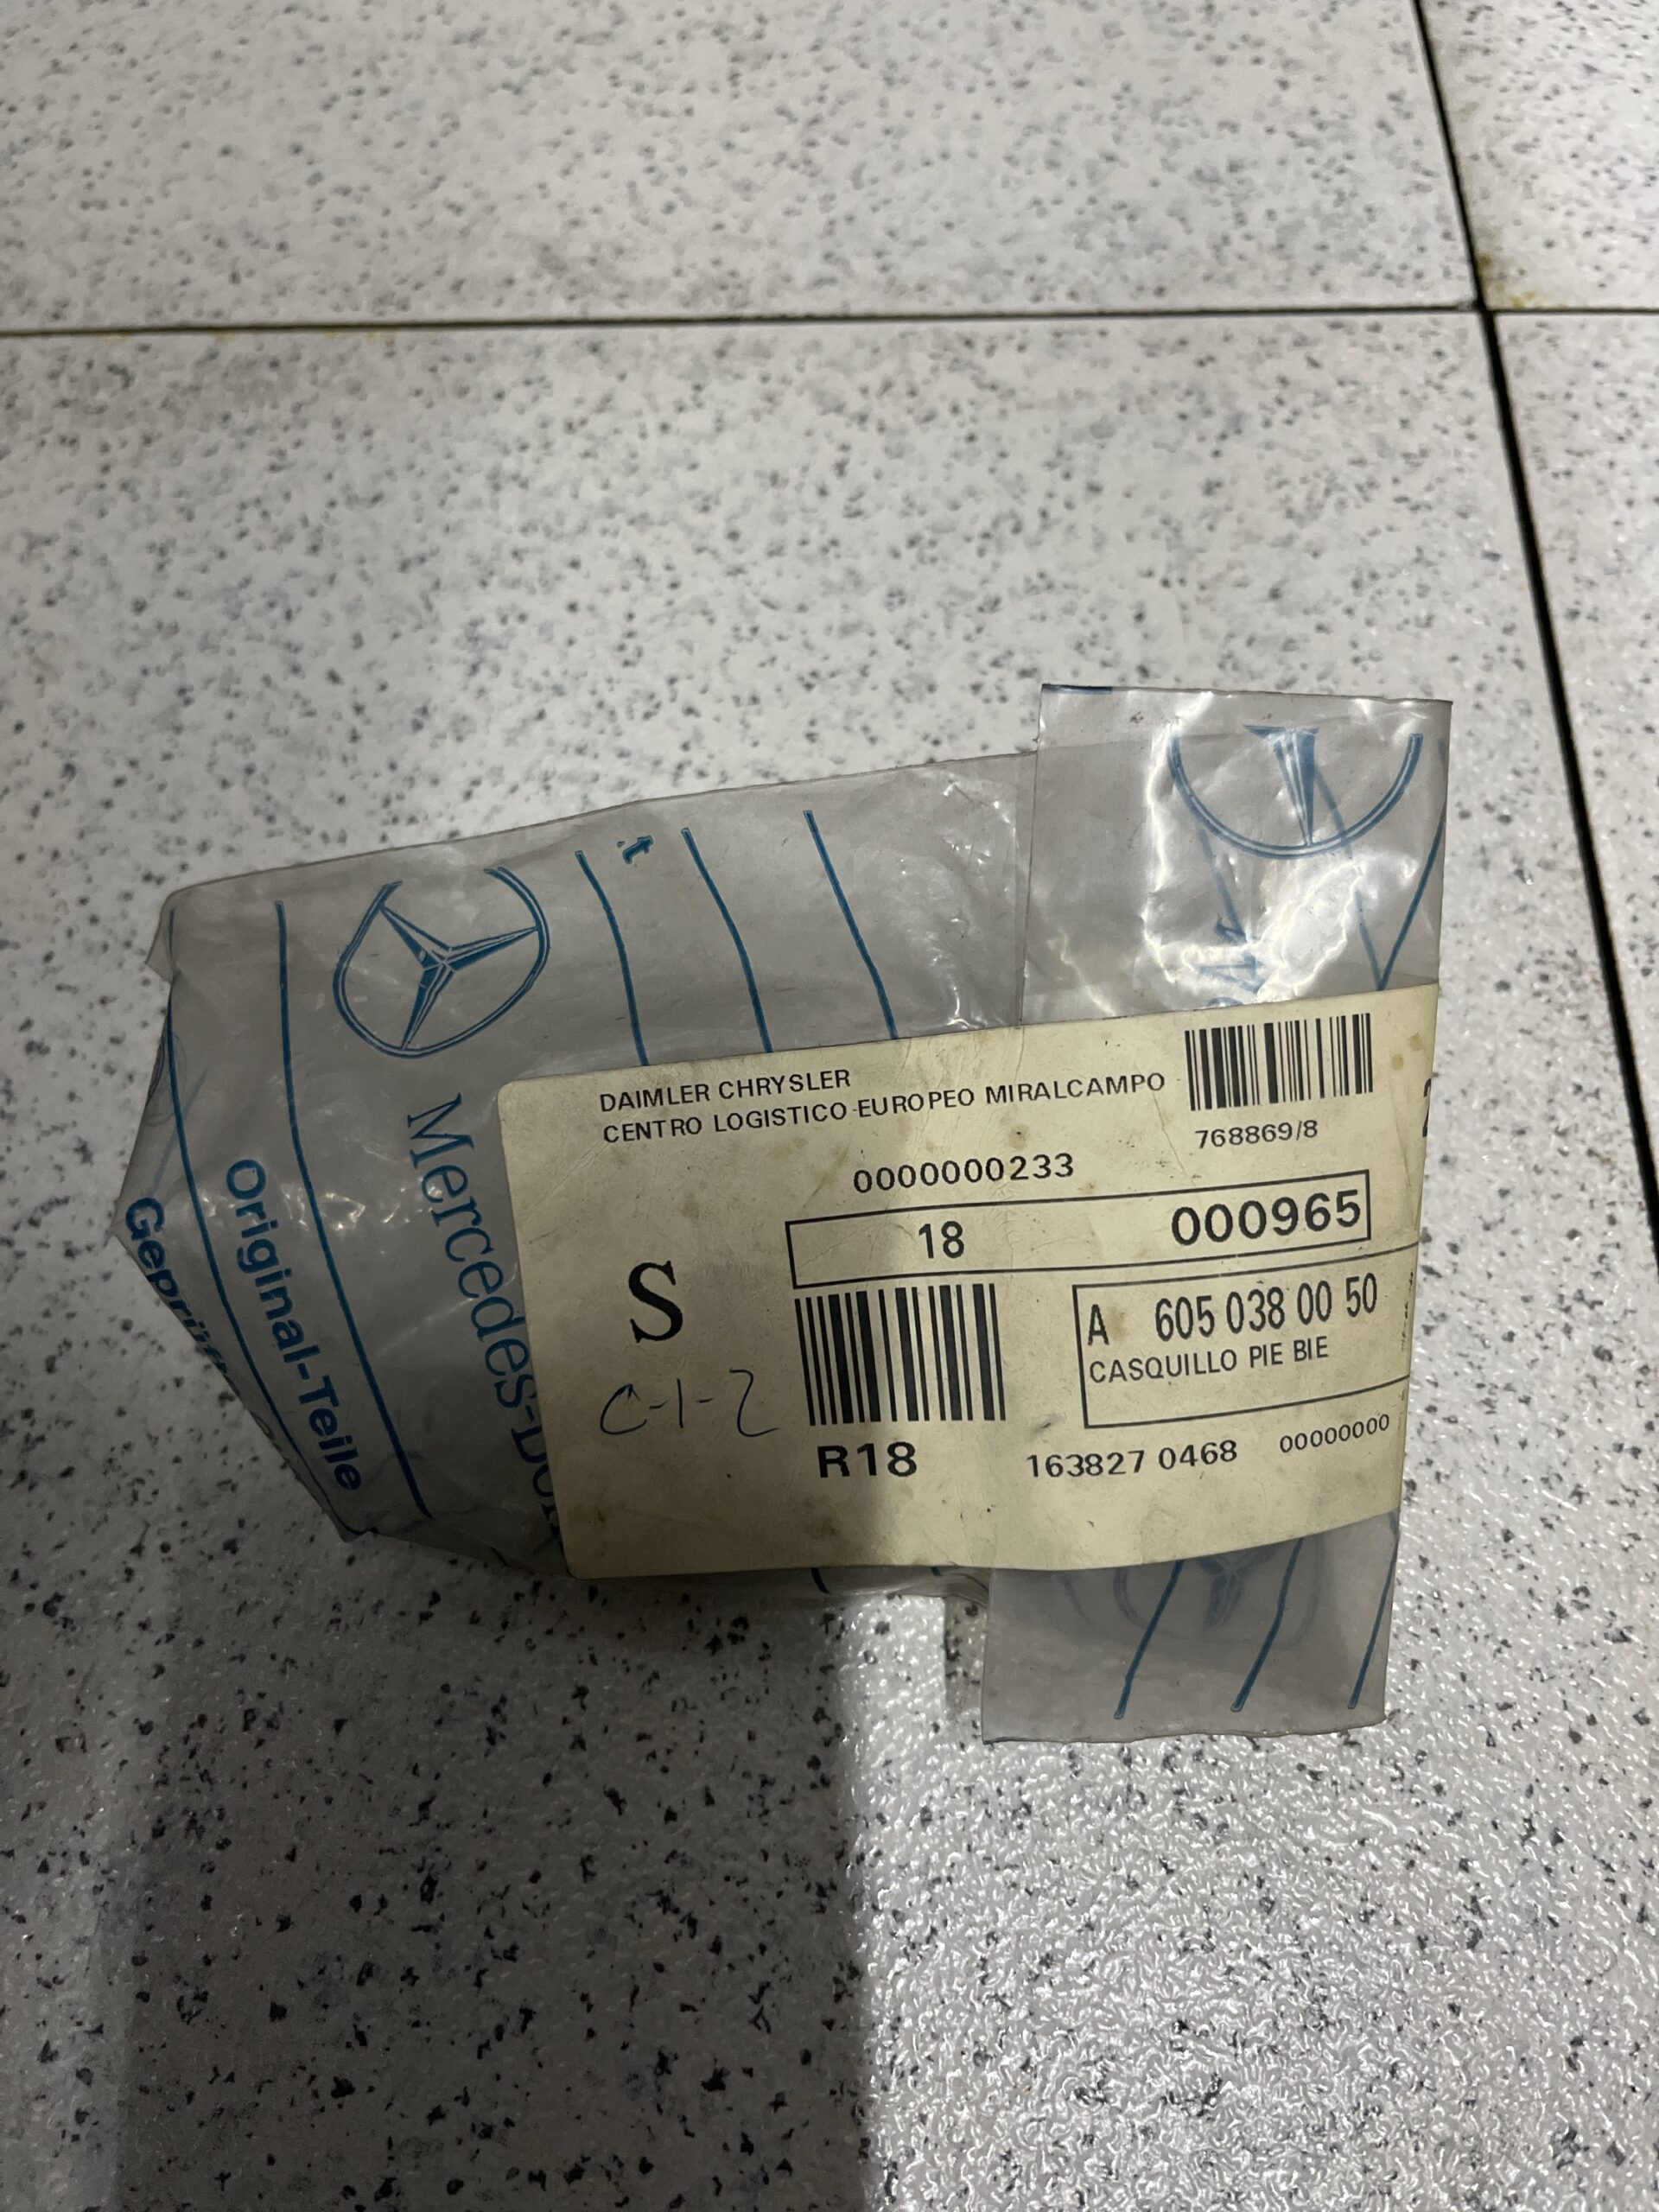 DAIMLER CHRYSLER
CENTRO LOGISTICO EUROPEO MIRALCAMPO
768869/8
0000000233
18 000965
S
A 605 038 00 50
CASQUILLO PIE BIE
C-1-2
R18
163827 0468 00000000
Mercedes-
Original-Teile